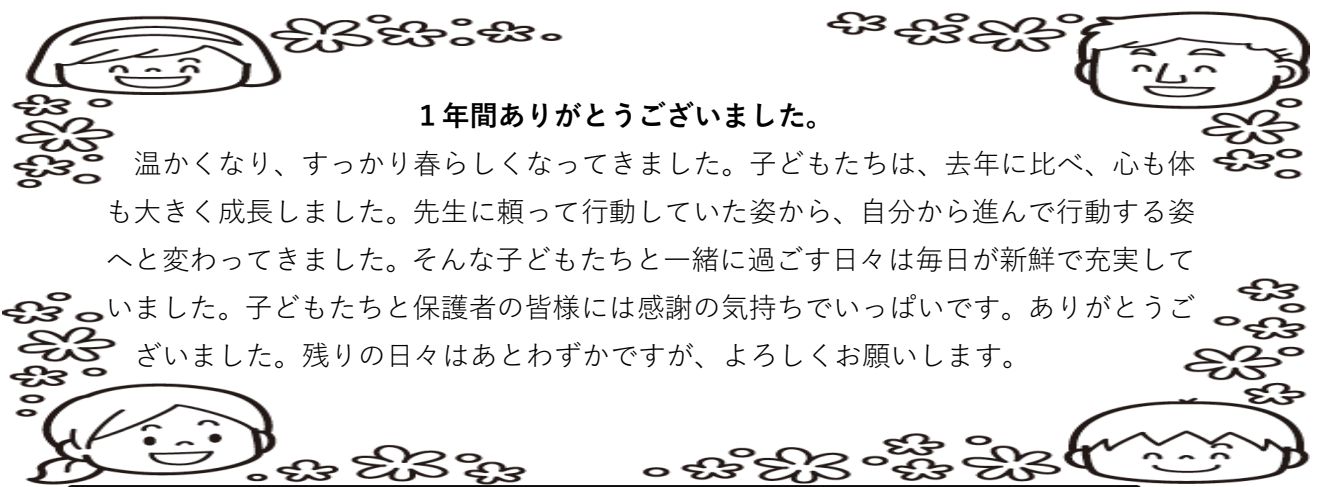 １年間ありがとうございました。
温かくなり、すっかり春らしくなってきました。子どもたちは、去年に比べ、心も体
も大きく成長しました。先生に頼って行動していた姿から、自分から進んで行動する姿
へと変わってきました。そんな子どもたちと一緒に過ごす日々は毎日が新鮮で充実して
いました。子どもたちと保護者の皆様には感謝の気持ちでいっぱいです。ありがとうご
ざいました。残りの日々はあとわずかですが、よろしくお願いします。